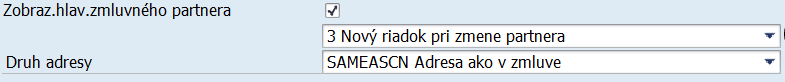 Zobraz.hlav.zmluvného partnera
3 Nový riadok pri zmene partnera
Druh adresy SAMEASCN Adresa ako v zmluve